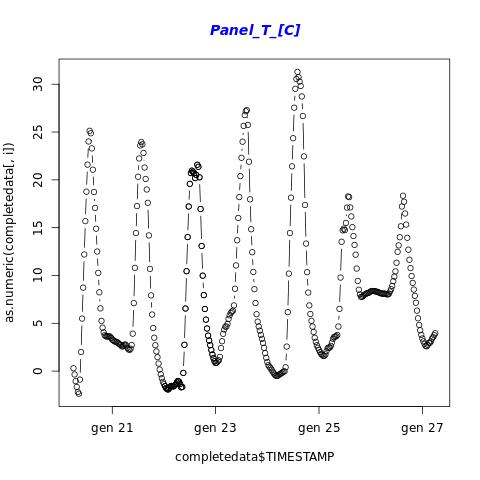 Panel_T_[C]
as.numeric(completedata[, i])
30
25
20
15
10
5
0
gen 21 gen 23 gen 25 gen 27
completedata$TIMESTAMP